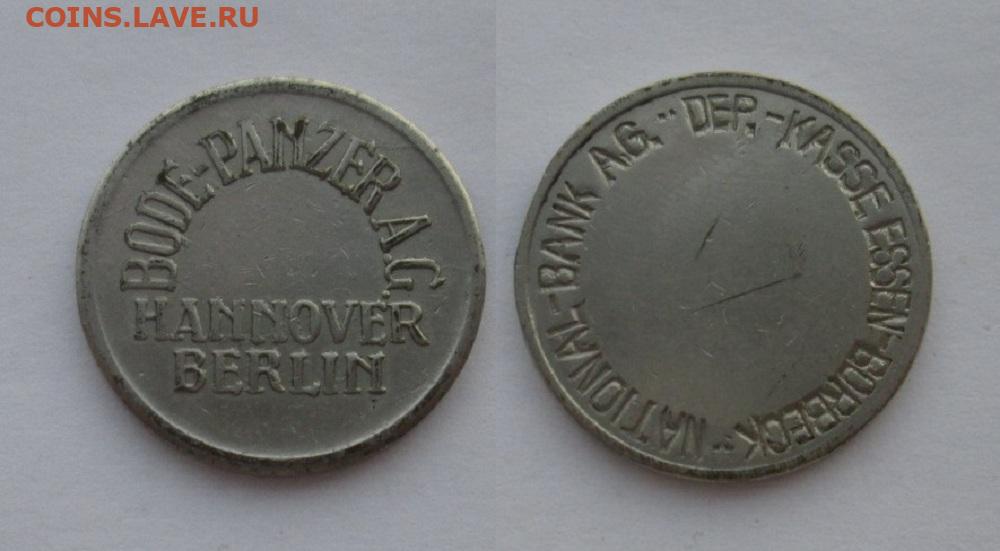 COINS.LAVE.RU
BODE-PANZER A.G.
HANNOVER
BERLIN
NATIONAL-BANK A.G. " DEP.-KASSE ESSEN-BORBECK "